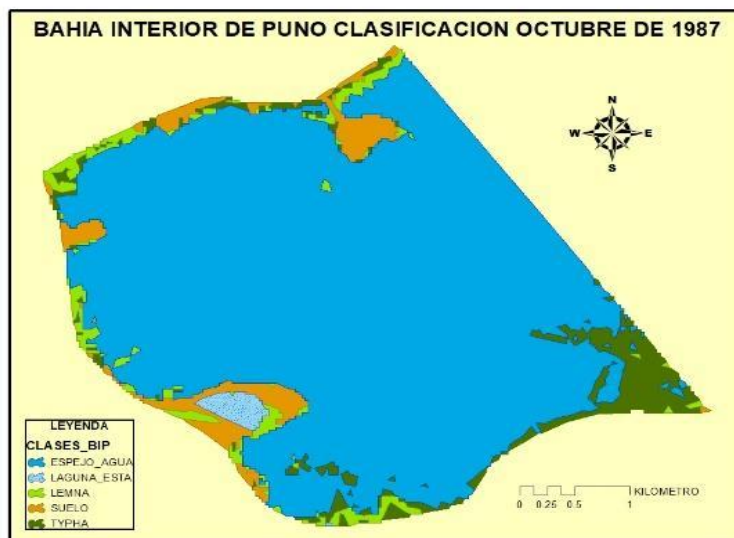 BAHIA INTERIOR DE PUNO CLASIFICACION OCTUBRE DE 1987
N
W E
S
LEYENDA
CLASES_BIP
ESPEJO_AGUA
LAGUNA_ESTA
LEMNA
SUELO
TYPHA
KILOMETRO
0 0.25 0.5 1